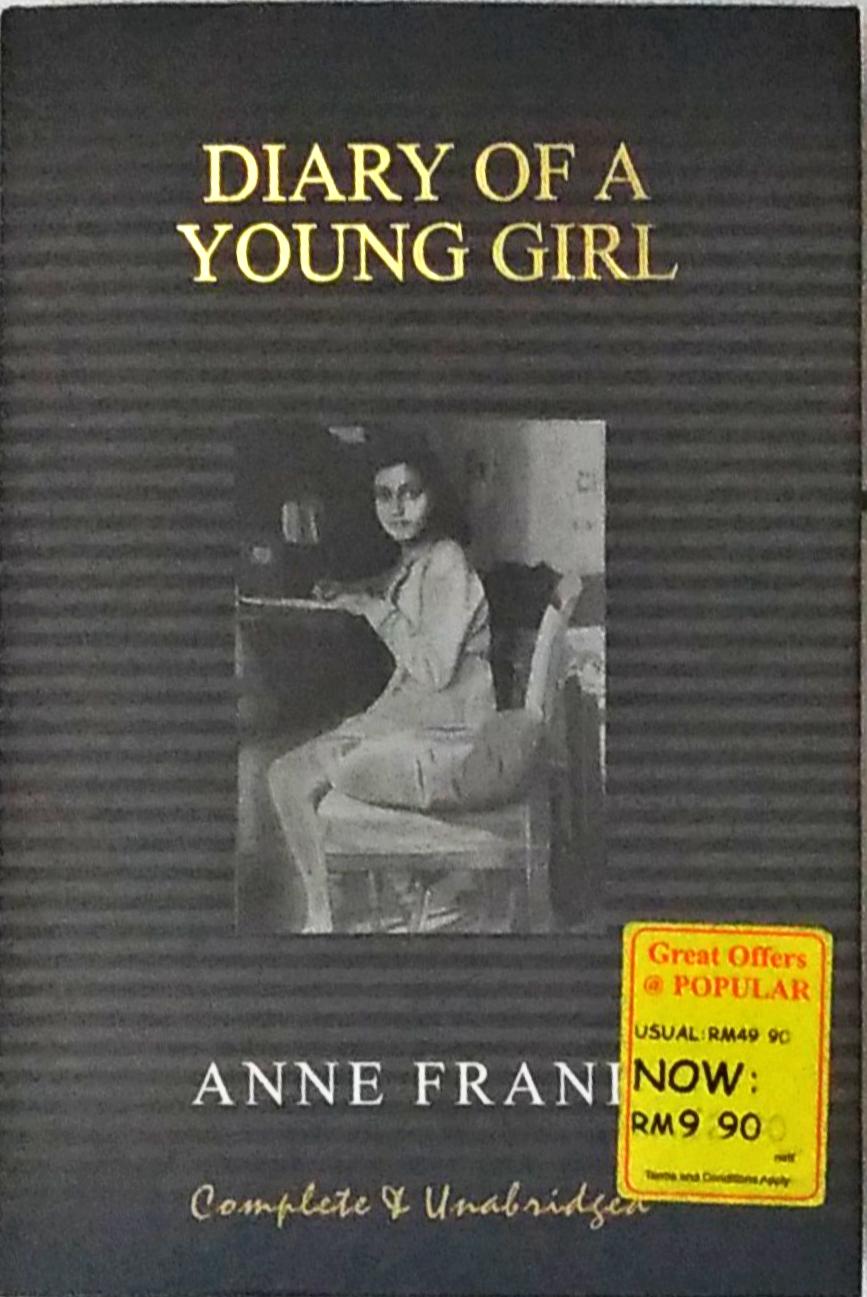 DIARY OF A
YOUNG GIRL
ANNE FRANK
Great Offers
@ POPULAR
USUAL:RM49 90
NOW:
RM9 90
nett
Terms and Conditions Apply
Complete & Unabridged